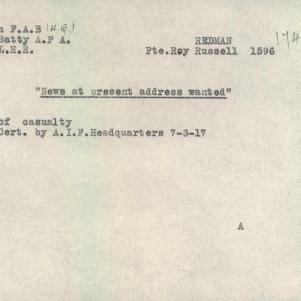 n F.A.B (H.Q.)
Batty A.F A.
L.H.R.
REDMAN
174
Pte.Roy Russell 1596
"News at present address wanted"
of casualty
Cert. by A.I.F.Headquarters 7-3-17
A